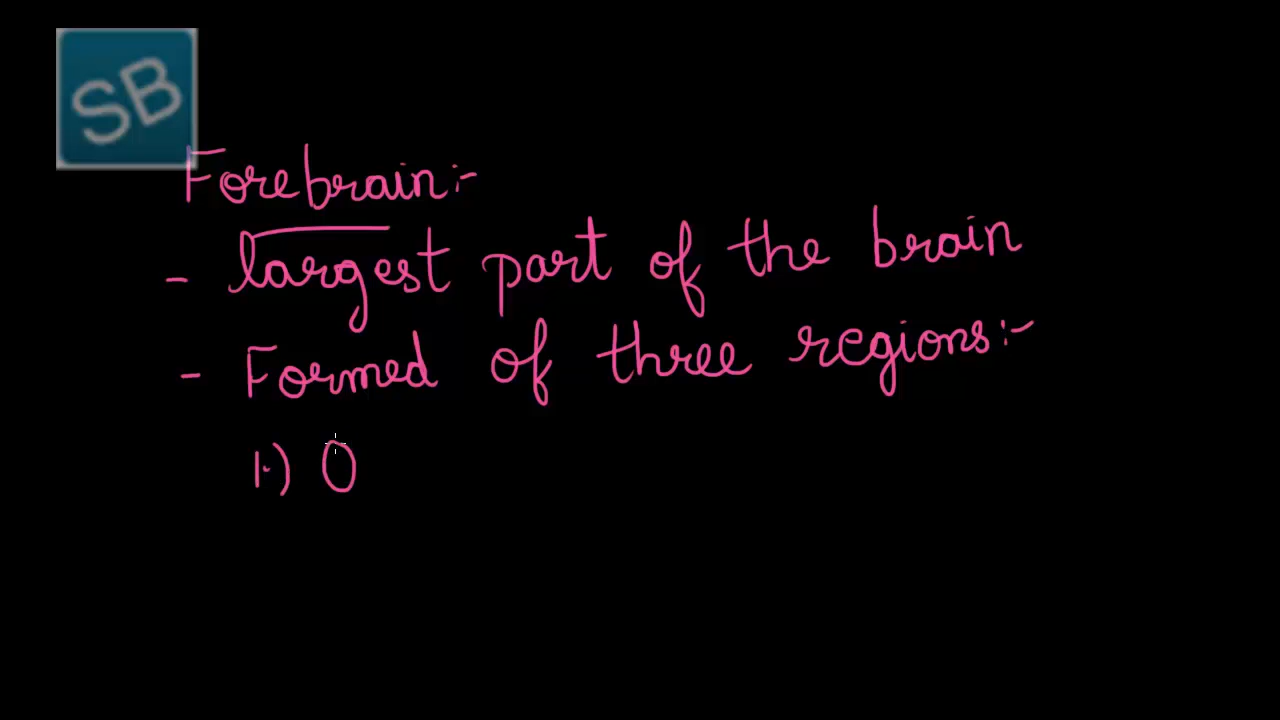 SB
Forebrain:-
- largest part of the brain
- Formed of three regions:-
1.) O